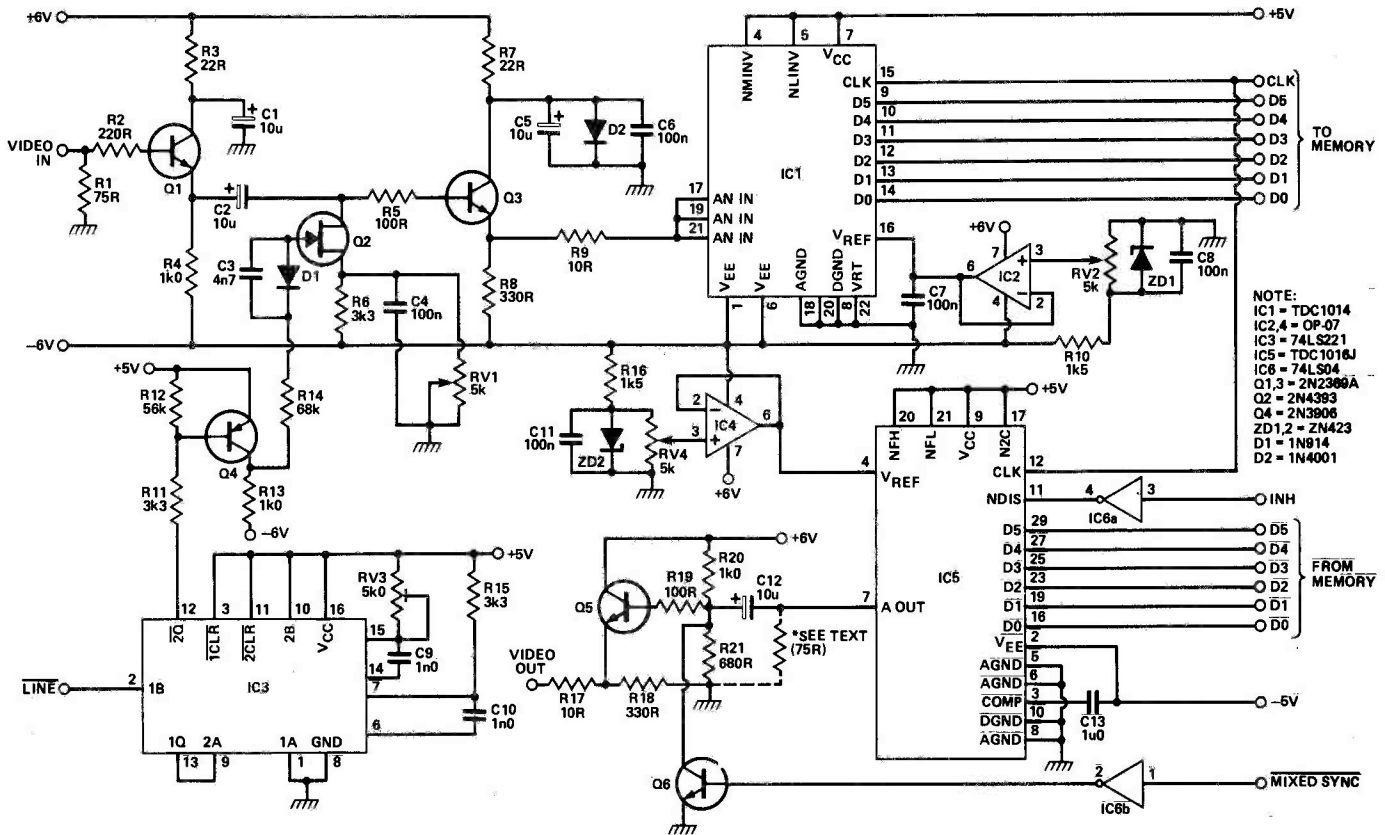 +6V
R3
22R
R7
22R
+5V
4
5
7
NMINV
NLINV
VCC
CLK
15
CLK
D5
9
D5
D4
10
D4
D3
11
D3
D2
12
D2
D1
13
D1
D0
14
D0
TO
MEMORY
IC1
R2
220R
VIDEO
IN
R1
75R
Q1
+
C1
10u
+
C2
10u
R4
1k0
C3
4n7
D1
Q2
R5
100R
Q3
C5
10u
+
D2
C6
100n
R6
3k3
C4
100n
R8
330R
R9
10R
17
AN IN
19
AN IN
21
AN IN
VEE
VEE
AGND
DGND
VRT
1
6
18
20
8
22
VREF
16
C7
100n
+6V
7
6
IC2
3
+
4
2
–
RV2
5k
ZD1
C8
100n
R10
1k5
–6V
NOTE:
IC1 = TDC1014
IC2,4 = OP-07
IC3 = 74LS221
IC5 = TDC1016J
IC6 = 74LS04
Q1,3 = 2N2369A
Q2 = 2N4393
Q4 = 2N3906
ZD1,2 = ZN423
D1 = 1N914
D2 = 1N4001
+5V
R12
56k
R14
68k
Q4
R11
3k3
R13
1k0
–6V
RV1
5k
R16
1k5
C11
100n
ZD2
RV4
5k
2
–
4
IC4
6
3
+
7
+6V
+5V
20
21
9
17
NFH
NFL
VCC
N2C
CLK
12
4
VREF
NDIS
11
4
IC6a
3
INH
D5
29
D5
D4
27
D4
D3
25
D3
D2
23
D2
D1
19
D1
D0
16
D0
FROM
MEMORY
IC5
VEE
2
AGND
5
AGND
6
COMP
3
DGND
10
AGND
8
C13
1u0
–5V
7
A OUT
+6V
R20
1k0
R19
100R
C12
10u
+
Q5
R21
680R
*SEE TEXT
(75R)
VIDEO
OUT
R17
10R
R18
330R
Q6
2
IC6b
1
MIXED SYNC
+5V
RV3
5k0
R15
3k3
12
3
11
10
16
2Q
1CLR
2CLR
2B
VCC
15
C9
1n0
14
7
C10
1n0
6
IC3
LINE
2
1B
1Q
2A
1A
GND
13
9
1
8